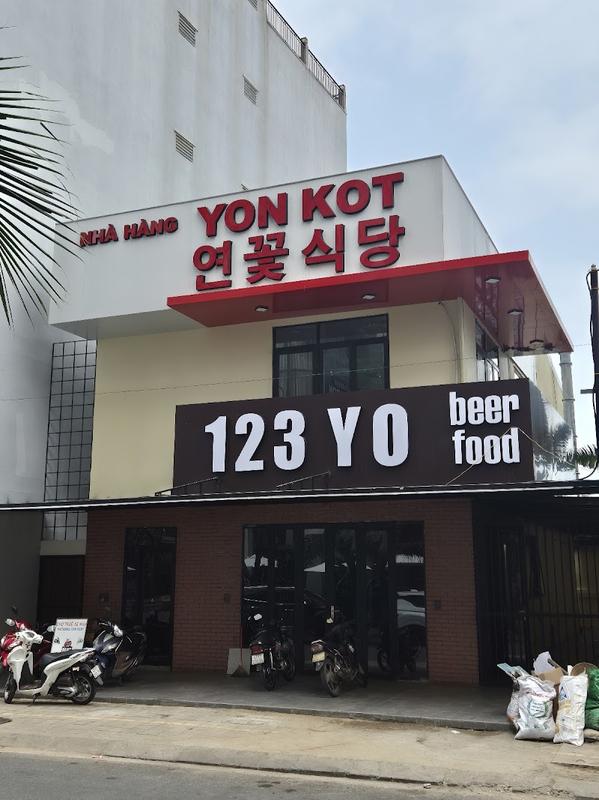 NHÀ HÀNG
YON KOT
연꽃식당
123 YO
beer
food